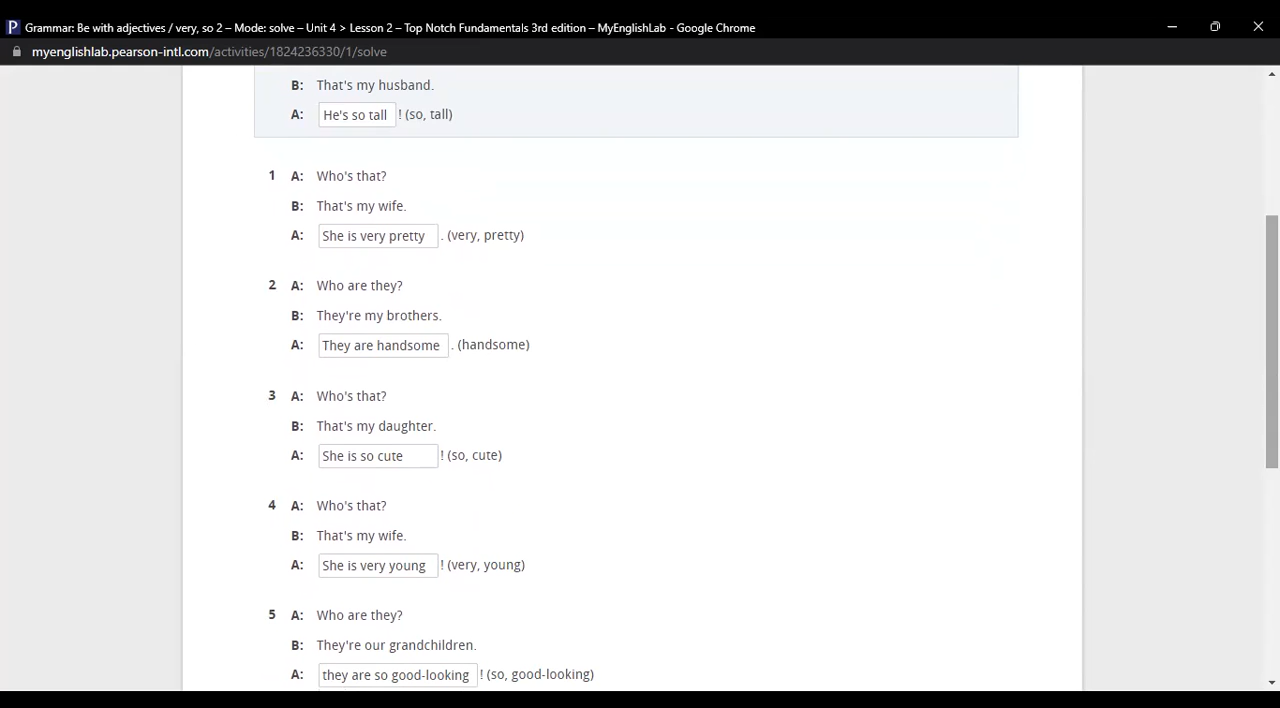 Grammar: Be with adjectives / very, so 2 – Mode: solve – Unit 4 > Lesson 2 – Top Notch Fundamentals 3rd edition – MyEnglishLab - Google Chrome
myenglishlab.pearson-intl.com/activities/1824236330/1/solve
B: That's my husband.
A: He's so tall ! (so, tall)
1 A: Who's that?
B: That's my wife.
A: She is very pretty . (very, pretty)
2 A: Who are they?
B: They're my brothers.
A: They are handsome . (handsome)
3 A: Who's that?
B: That's my daughter.
A: She is so cute ! (so, cute)
4 A: Who's that?
B: That's my wife.
A: She is very young ! (very, young)
5 A: Who are they?
B: They're our grandchildren.
A: they are so good-looking ! (so, good-looking)